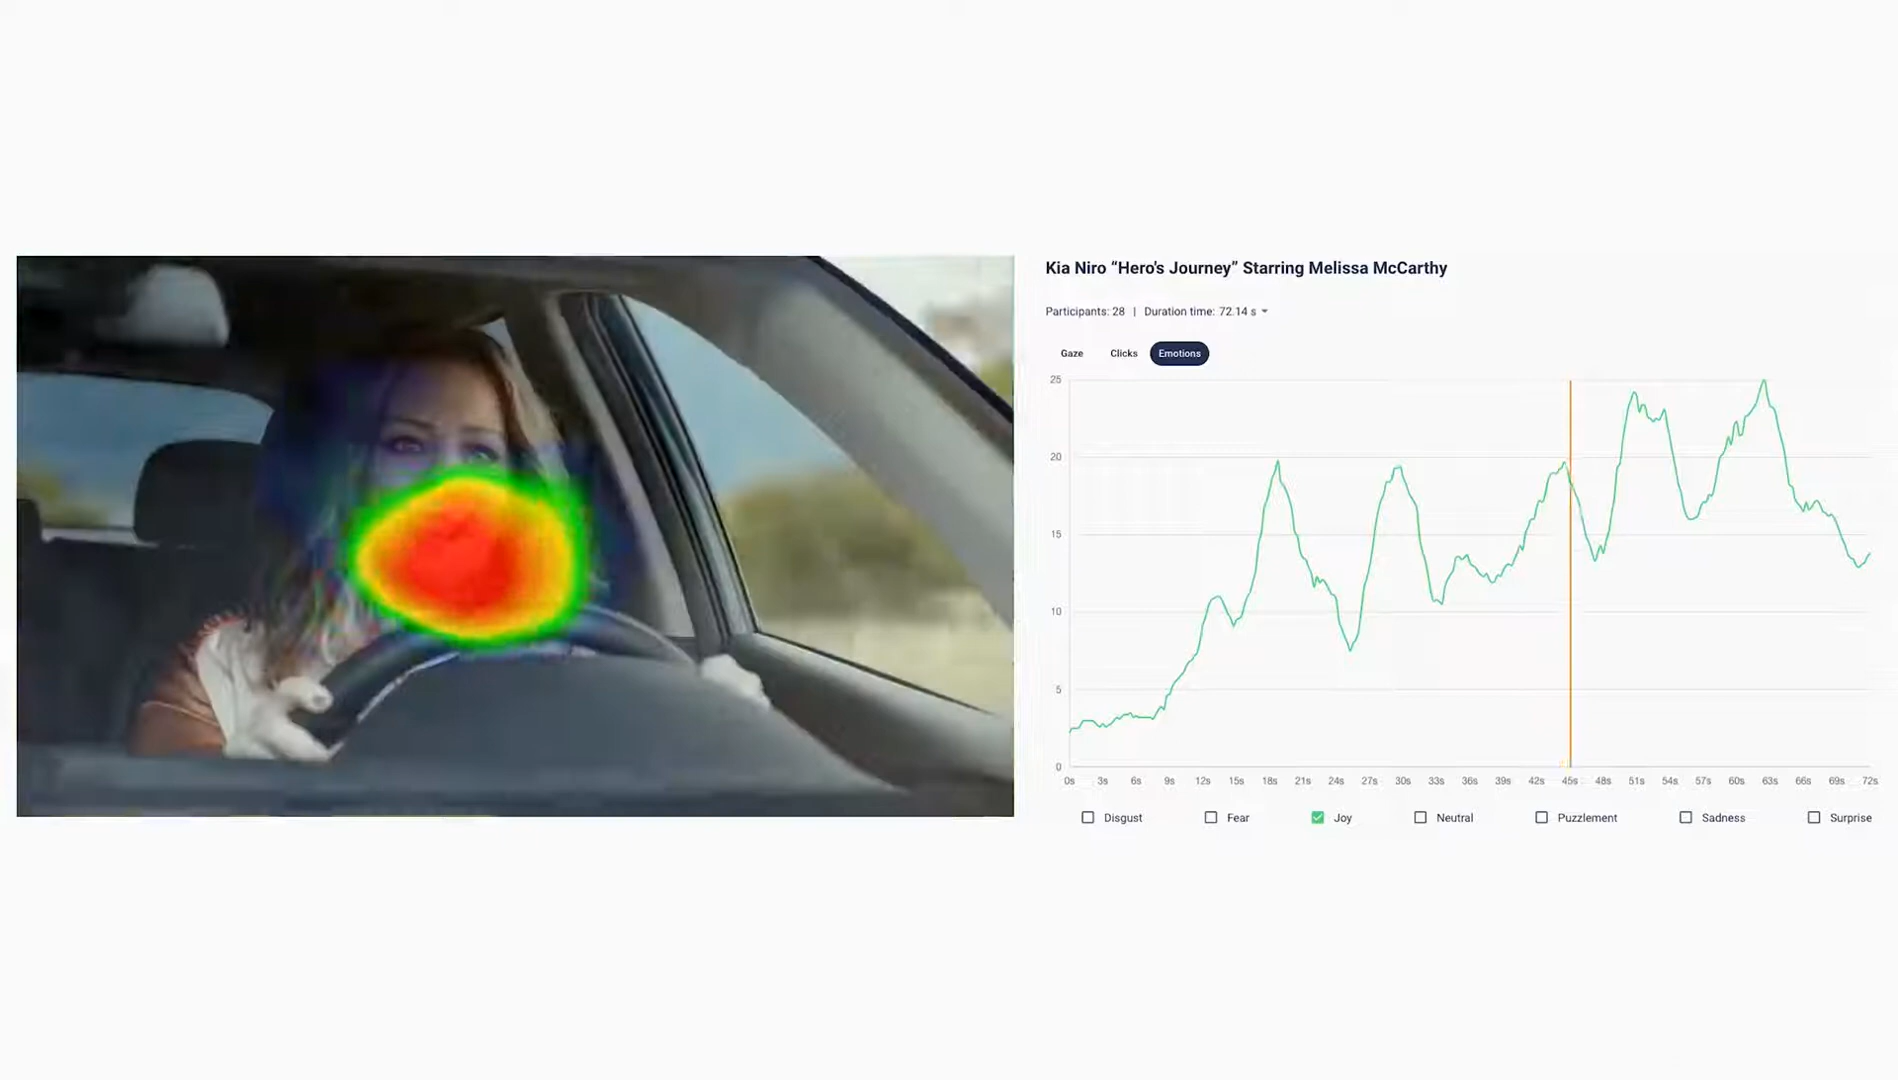 Kia Niro “Hero's Journey” Starring Melissa McCarthy
Participants: 28 | Duration time: 72.14 s
Gaze Clicks Emotions
25
20
15
10
5
0
0s 3s 6s 9s 12s 15s 18s 21s 24s 27s 30s 33s 36s 39s 42s 45s 48s 51s 54s 57s 60s 63s 66s 69s 72s
Disgust Fear Joy Neutral Puzzlement Sadness Surprise